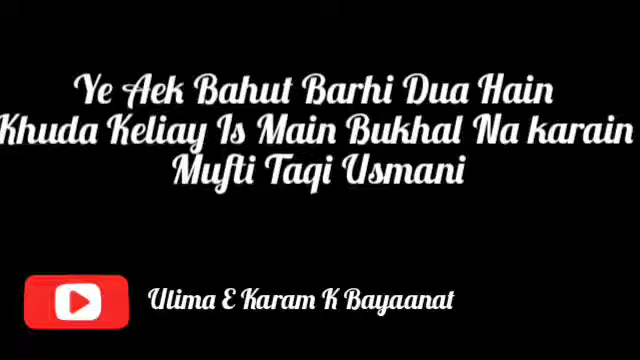 Ye Aek Bahut Barhi Dua Hain
Khuda Keliay Is Main Bukhal Na karain
Mufti Taqi Usmani
Ulima E Karam K Bayaanat